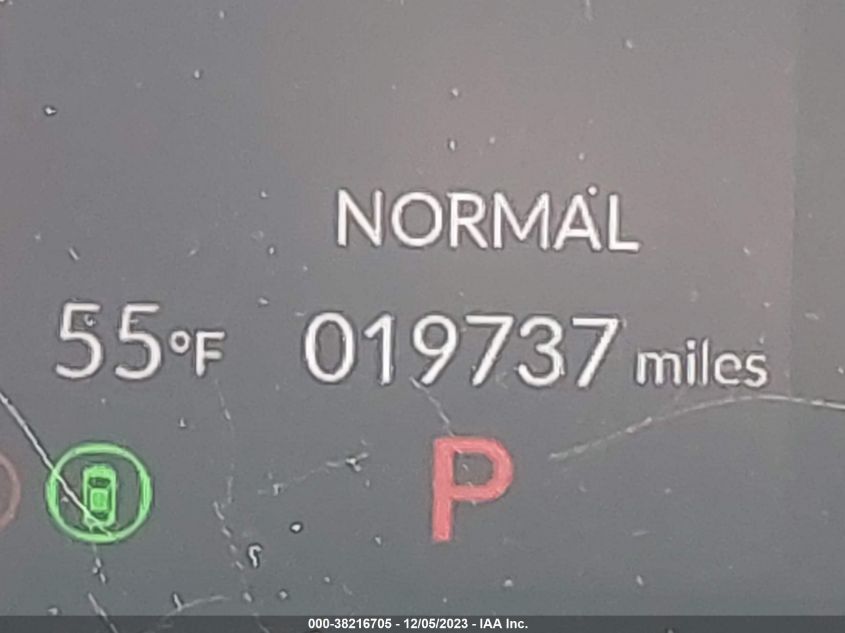 NORMAL
55°F 019737 miles
P
000-38216705 - 12/05/2023 - IAA Inc.